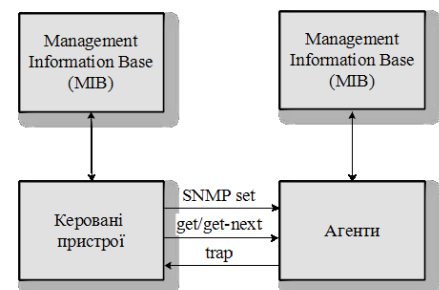 Management
Information Base
(MIB)
Management
Information Base
(MIB)
Керовані
пристрої
SNMP set
get/get-next
trap
Агенти